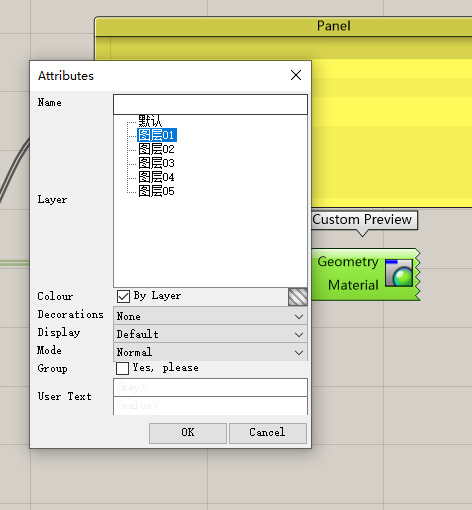 Panel
Attributes
Name
默认
图层01
图层02
图层03
图层04
图层05
Layer
Colour
By Layer
Decorations
None
Display
Default
Mode
Normal
Group
Yes, please
User Text
<key>
<value>
OK
Cancel
Custom Preview
Geometry
Material